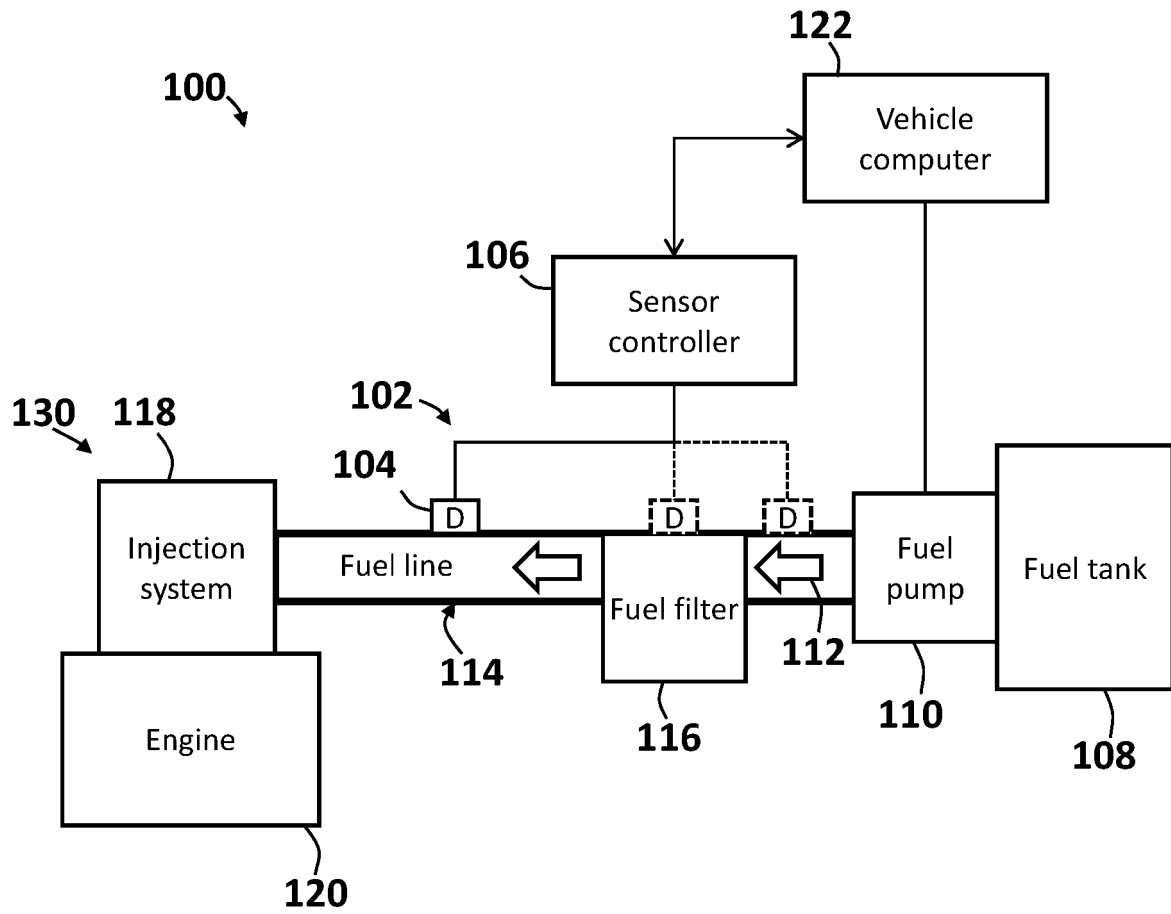 122
100
Vehicle
computer
106
Sensor
controller
102
130
118
104
D
D
D
Injection
system
Fuel line
Fuel filter
Fuel
pump
Fuel tank
112
114
110
116
108
Engine
120